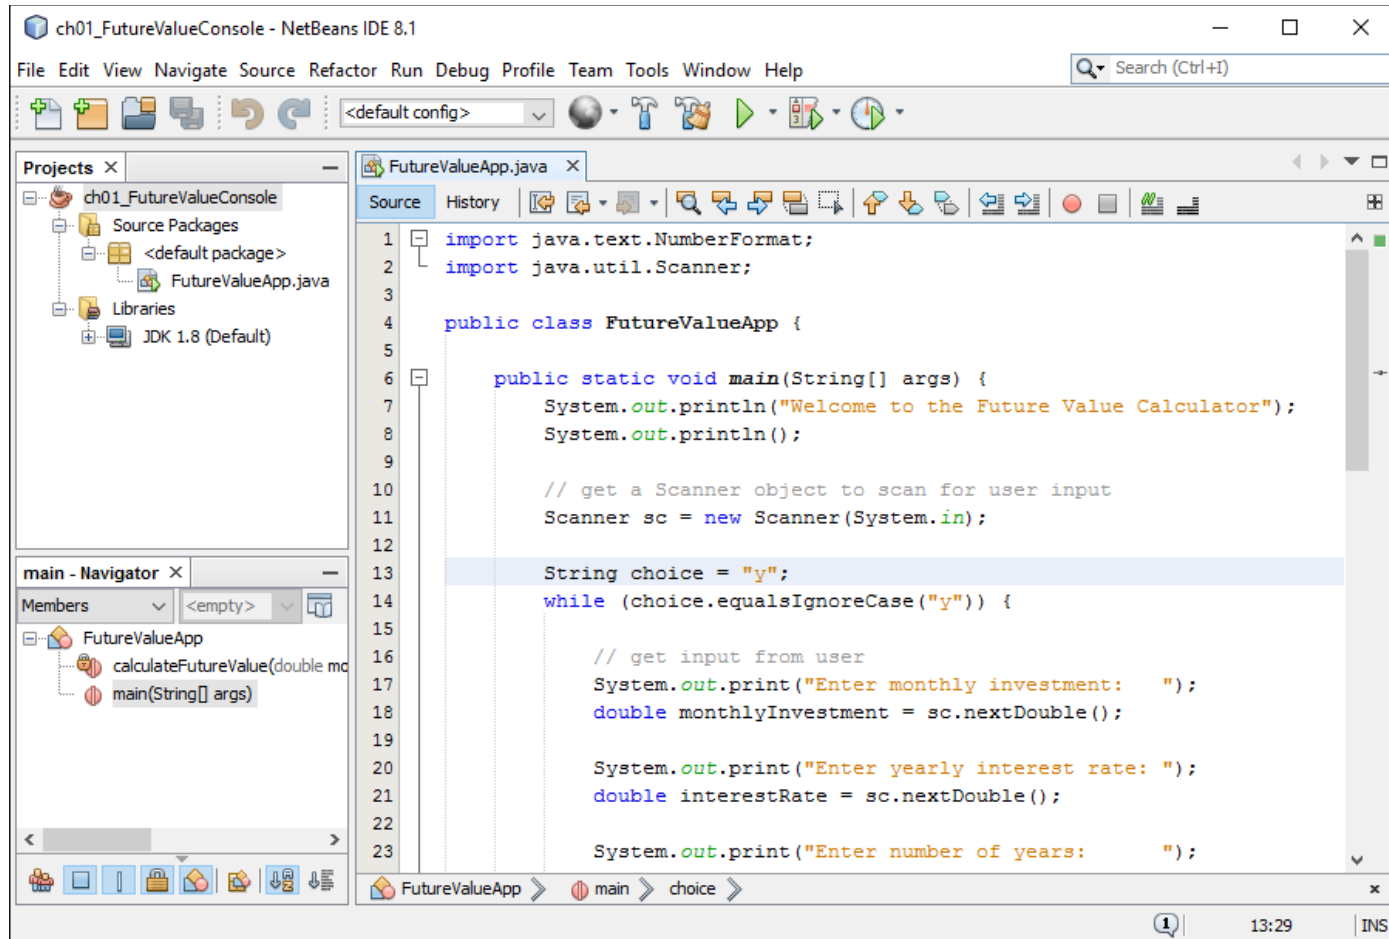 ch01_FutureValueConsole - NetBeans IDE 8.1
File Edit View Navigate Source Refactor Run Debug Profile Team Tools Window Help
Search (Ctrl+I)
<default config>
Projects
ch01_FutureValueConsole
Source Packages
<default package>
FutureValueApp.java
Libraries
JDK 1.8 (Default)
main - Navigator
Members
<empty>
FutureValueApp
calculateFutureValue(double mo
main(String[] args)
FutureValueApp.java
Source History
1 import java.text.NumberFormat;
2 import java.util.Scanner;
3
4 public class FutureValueApp {
5
6 public static void main(String[] args) {
7 System.out.println("Welcome to the Future Value Calculator");
8 System.out.println();
9
10 // get a Scanner object to scan for user input
11 Scanner sc = new Scanner(System.in);
12
13 String choice = "y";
14 while (choice.equalsIgnoreCase("y")) {
15
16 // get input from user
17 System.out.print("Enter monthly investment:   ");
18 double monthlyInvestment = sc.nextDouble();
19
20 System.out.print("Enter yearly interest rate: ");
21 double interestRate = sc.nextDouble();
22
23 System.out.print("Enter number of years:      ");
FutureValueApp main choice
1 13:29 INS